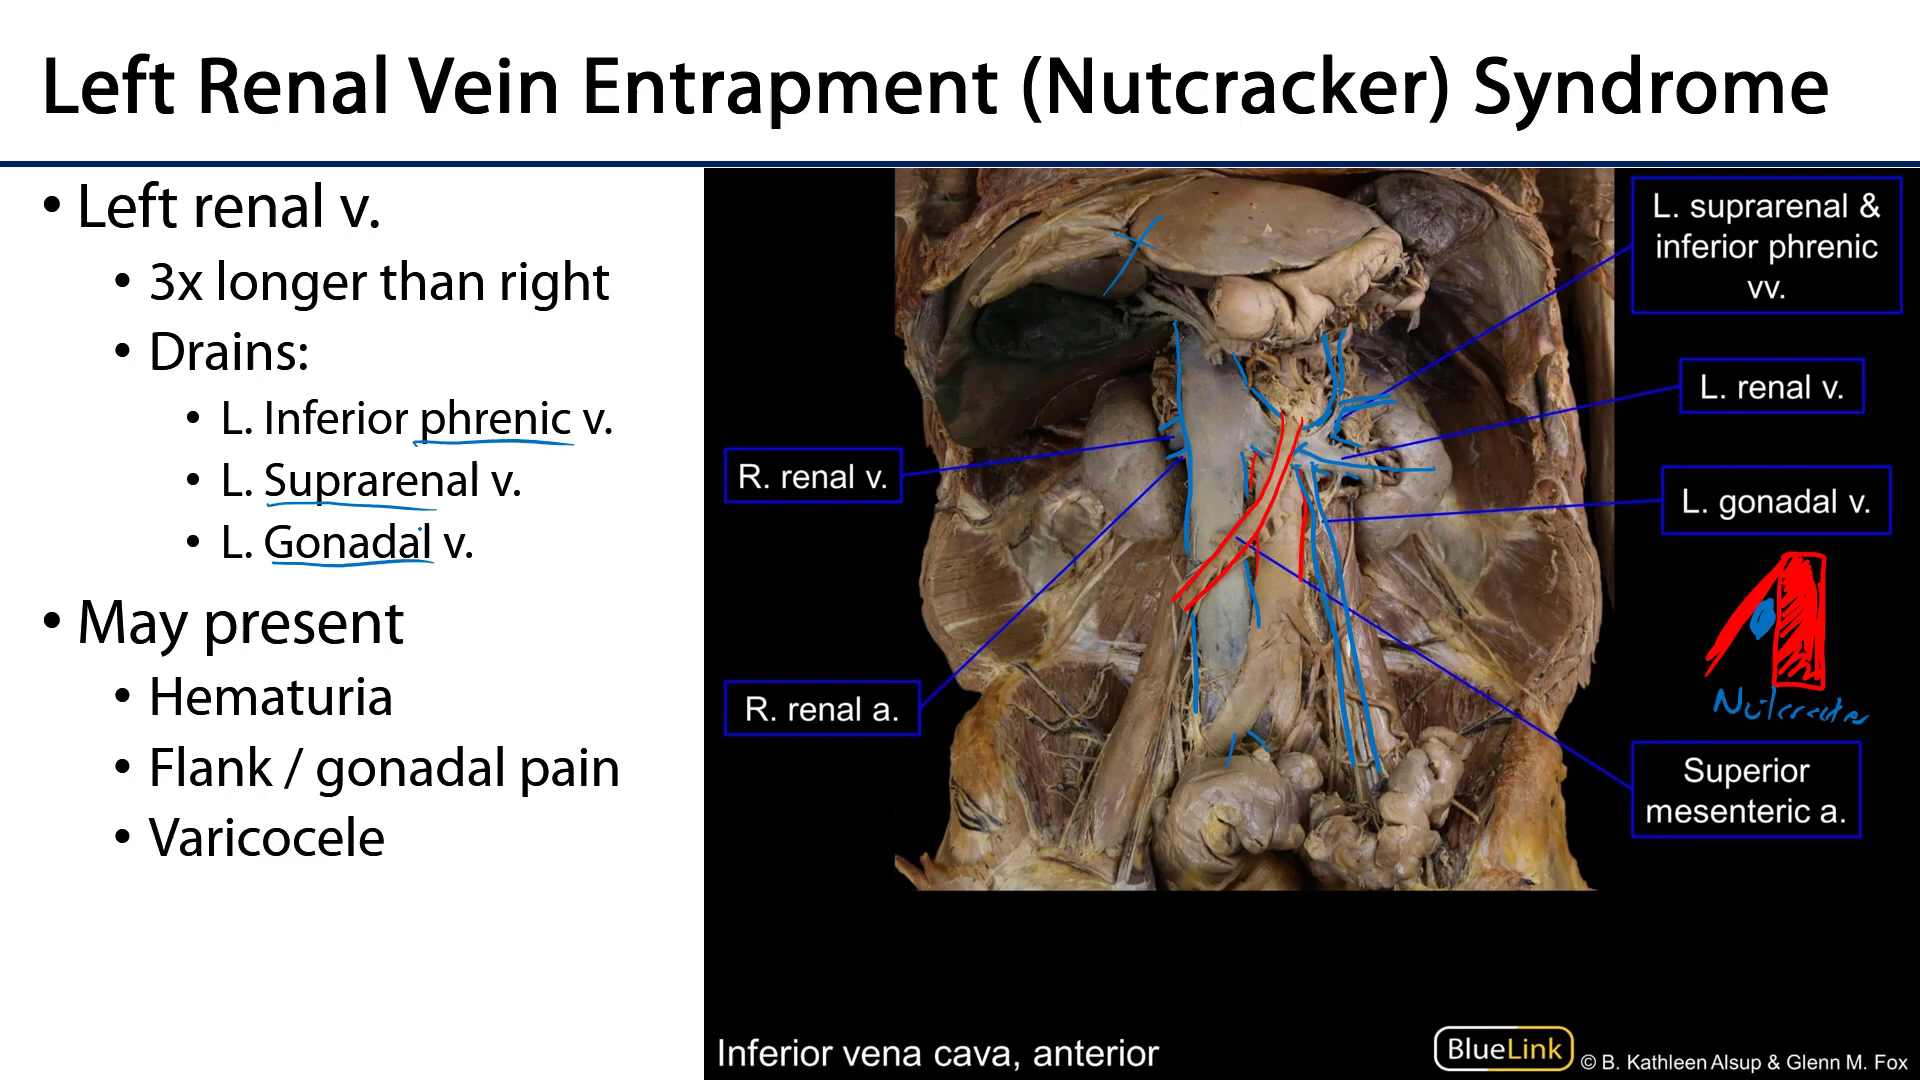 Left Renal Vein Entrapment (Nutcracker) Syndrome
• Left renal v.
• 3x longer than right
• Drains:
• L. Inferior phrenic v.
• L. Suprarenal v.
• L. Gonadal v.
• May present
• Hematuria
• Flank / gonadal pain
• Varicocele
L. suprarenal &
inferior phrenic
vv.
L. renal v.
R. renal v.
L. gonadal v.
Nutcracker
R. renal a.
Superior
mesenteric a.
Inferior vena cava, anterior
BlueLink
© B. Kathleen Alsup & Glenn M. Fox